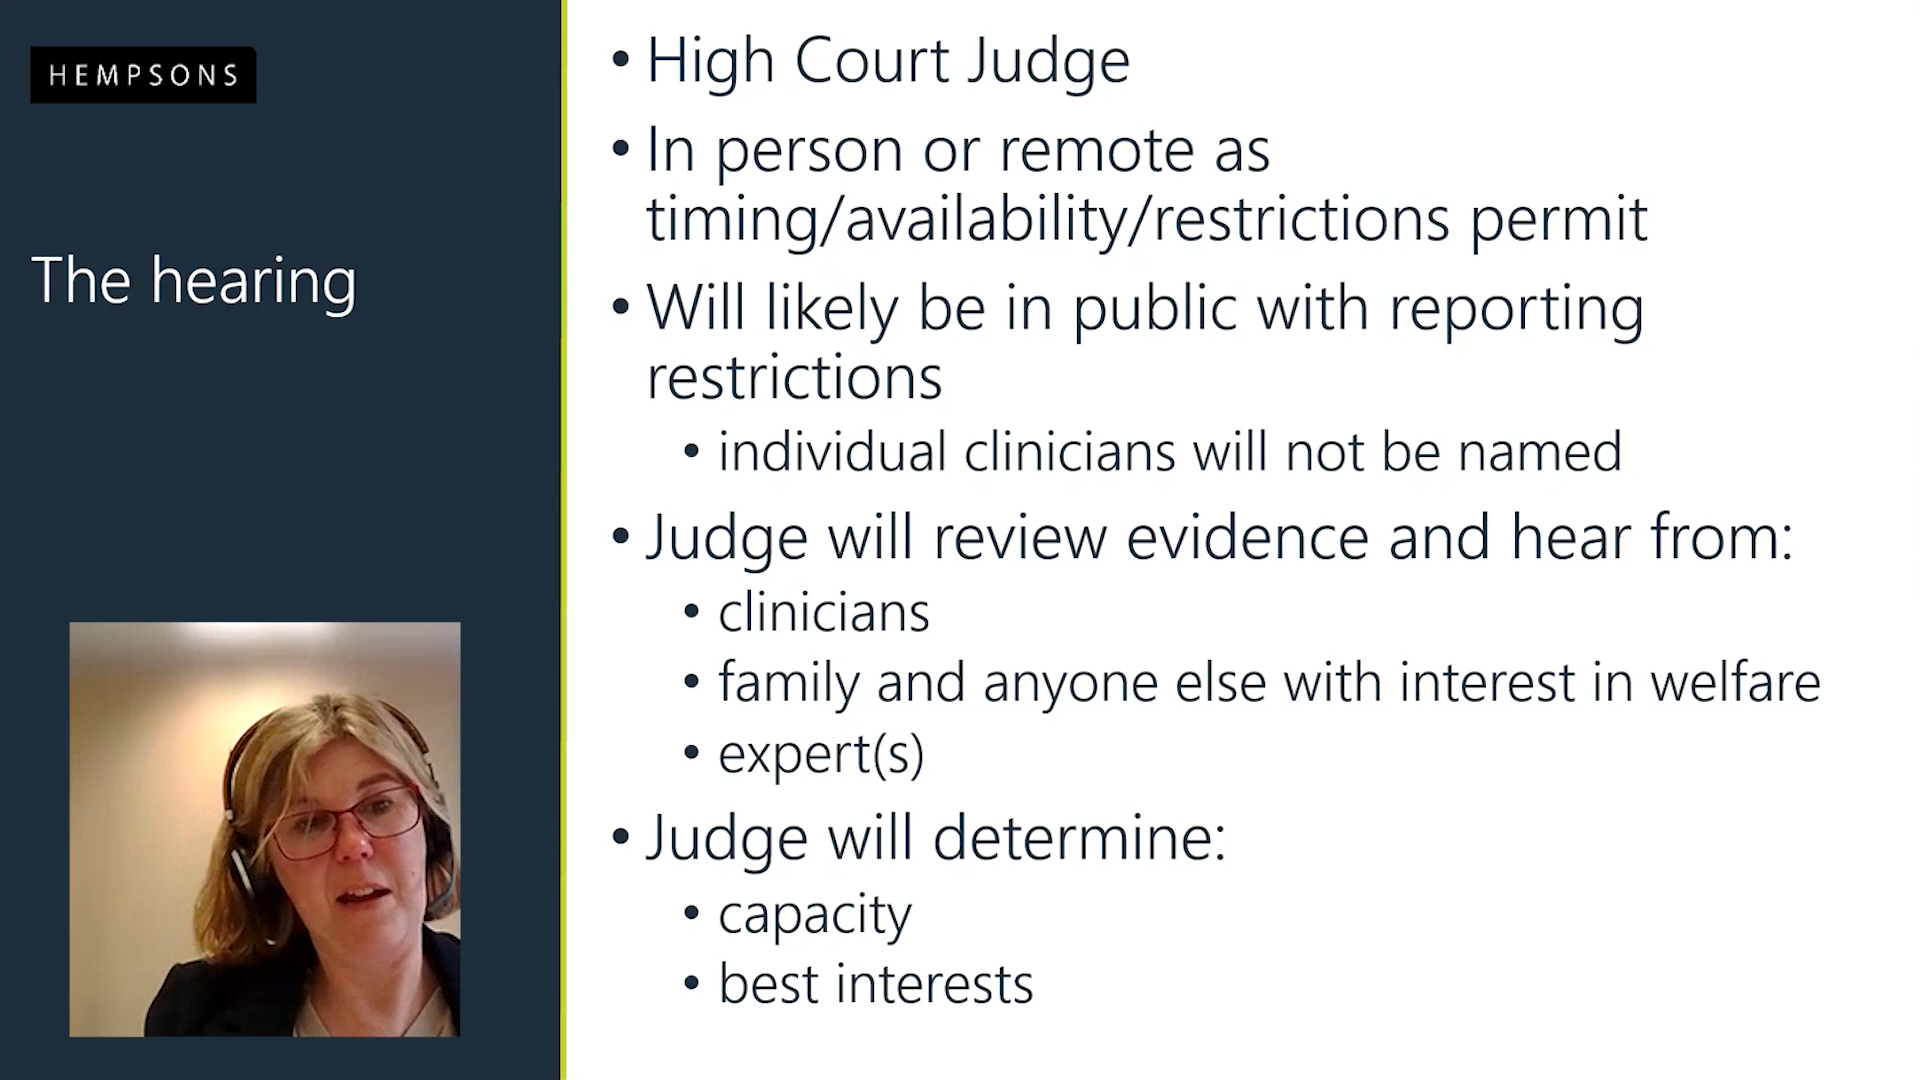 HEMPSONS
The hearing
• High Court Judge
• In person or remote as
timing/availability/restrictions permit
• Will likely be in public with reporting
restrictions
• individual clinicians will not be named
• Judge will review evidence and hear from:
• clinicians
• family and anyone else with interest in welfare
• expert(s)
• Judge will determine:
• capacity
• best interests